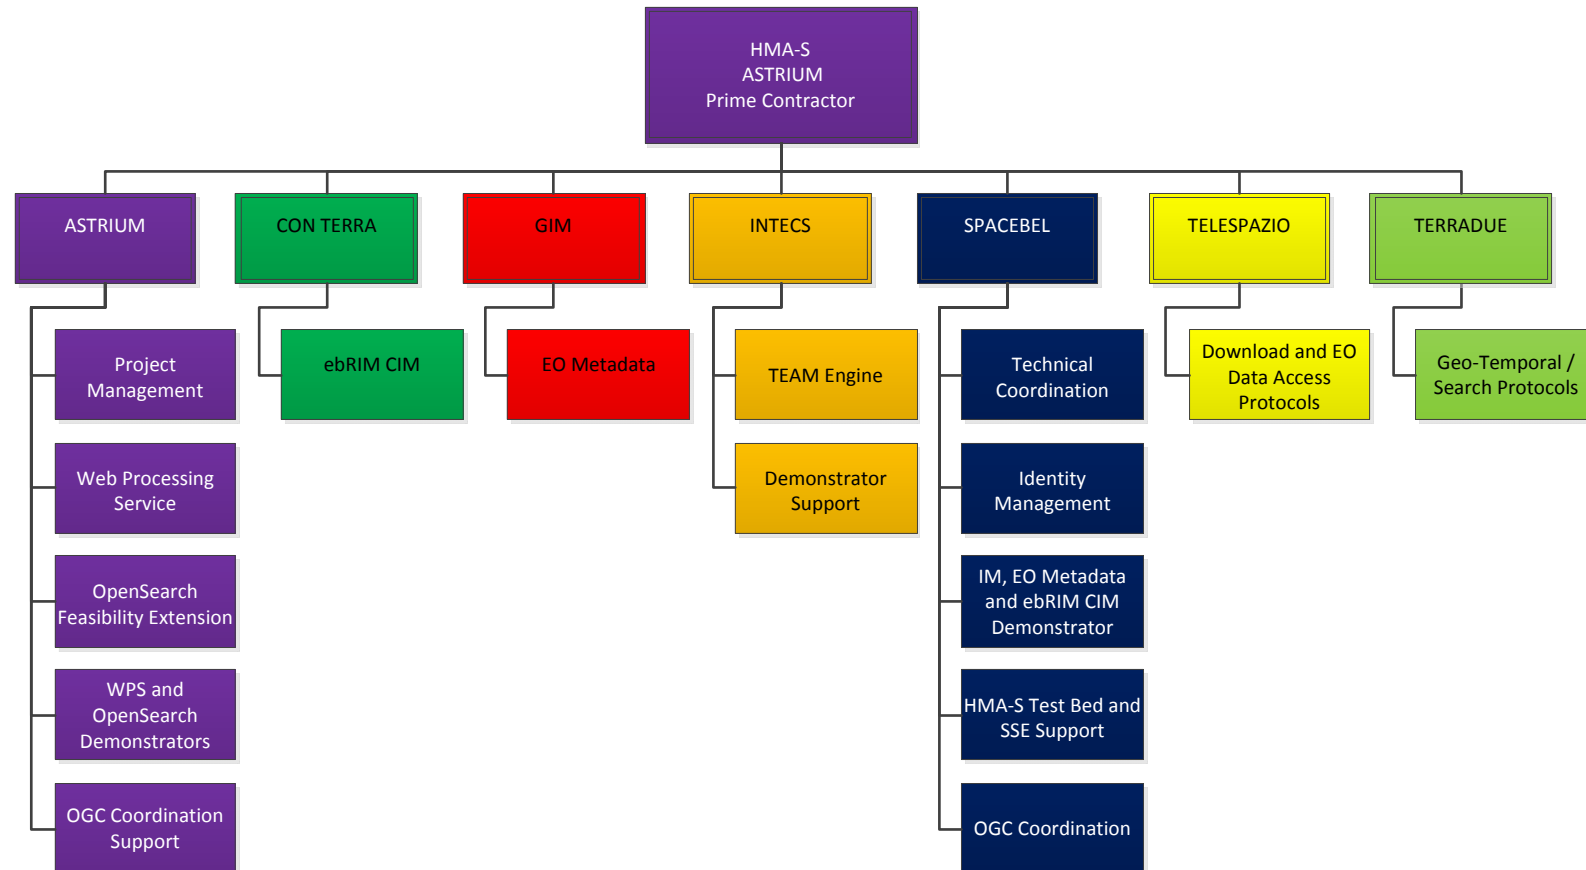 HMA-S
ASTRIUM
Prime Contractor
ASTRIUM
CON TERRA
GIM
INTECS
SPACEBEL
TELESPAZIO
TERRADUE
Project
Management
ebRIM CIM
EO Metadata
TEAM Engine
Technical
Coordination
Download and EO
Data Access
Protocols
Geo-Temporal /
Search Protocols
Web Processing
Service
Demonstrator
Support
Identity
Management
OpenSearch
Feasibility Extension
IM, EO Metadata
and ebRIM CIM
Demonstrator
WPS and
OpenSearch
Demonstrators
HMA-S Test Bed and
SSE Support
OGC Coordination
Support
OGC Coordination